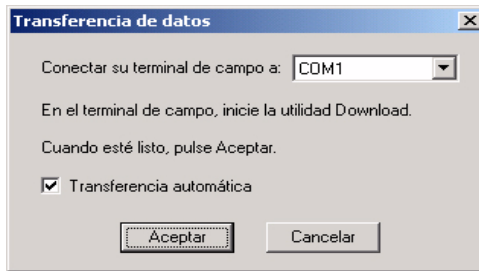 Transferencia de datos
Conectar su terminal de campo a: COM1
En el terminal de campo, inicie la utilidad Download.
Cuando esté listo, pulse Aceptar.
Transferencia automática
Aceptar Cancelar